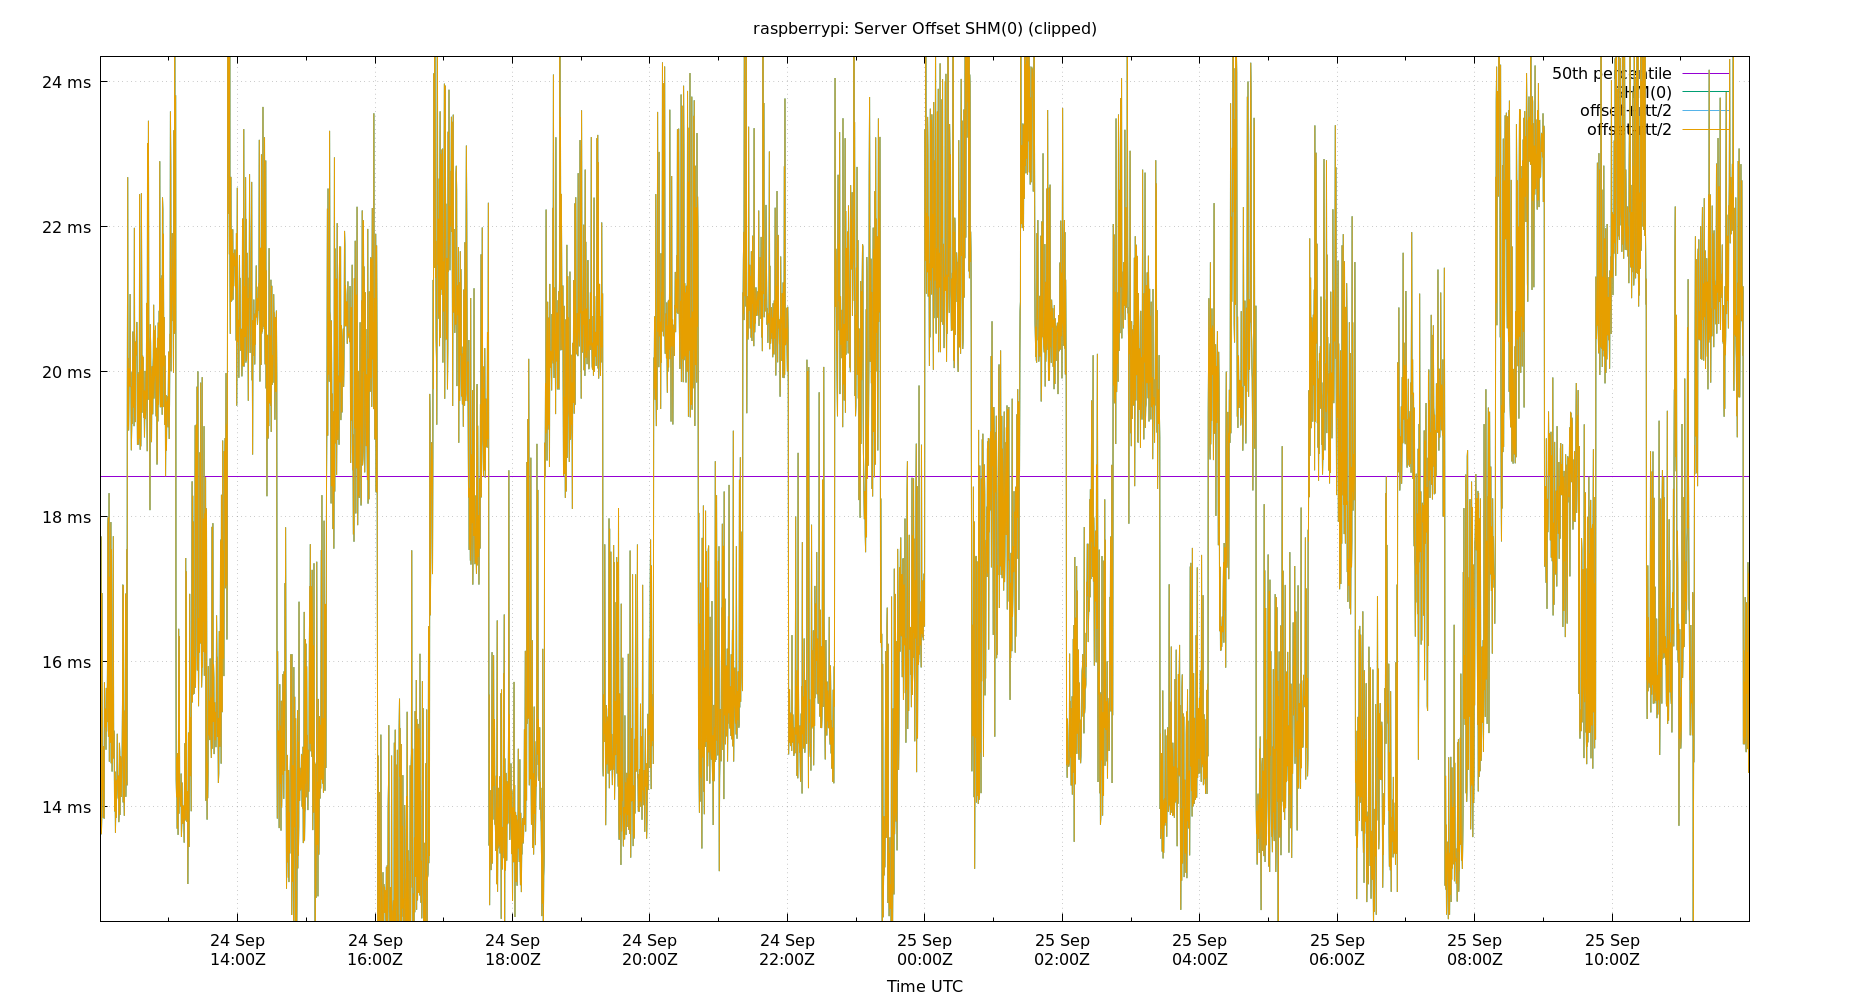 raspberrypi: Server Offset SHM(0) (clipped)
24 ms
22 ms
20 ms
18 ms
16 ms
14 ms
50th percentile
SHM(0)
offset-rtt/2
offset+rtt/2
24 Sep
14:00Z
24 Sep
16:00Z
24 Sep
18:00Z
24 Sep
20:00Z
24 Sep
22:00Z
25 Sep
00:00Z
25 Sep
02:00Z
25 Sep
04:00Z
25 Sep
06:00Z
25 Sep
08:00Z
25 Sep
10:00Z
Time UTC